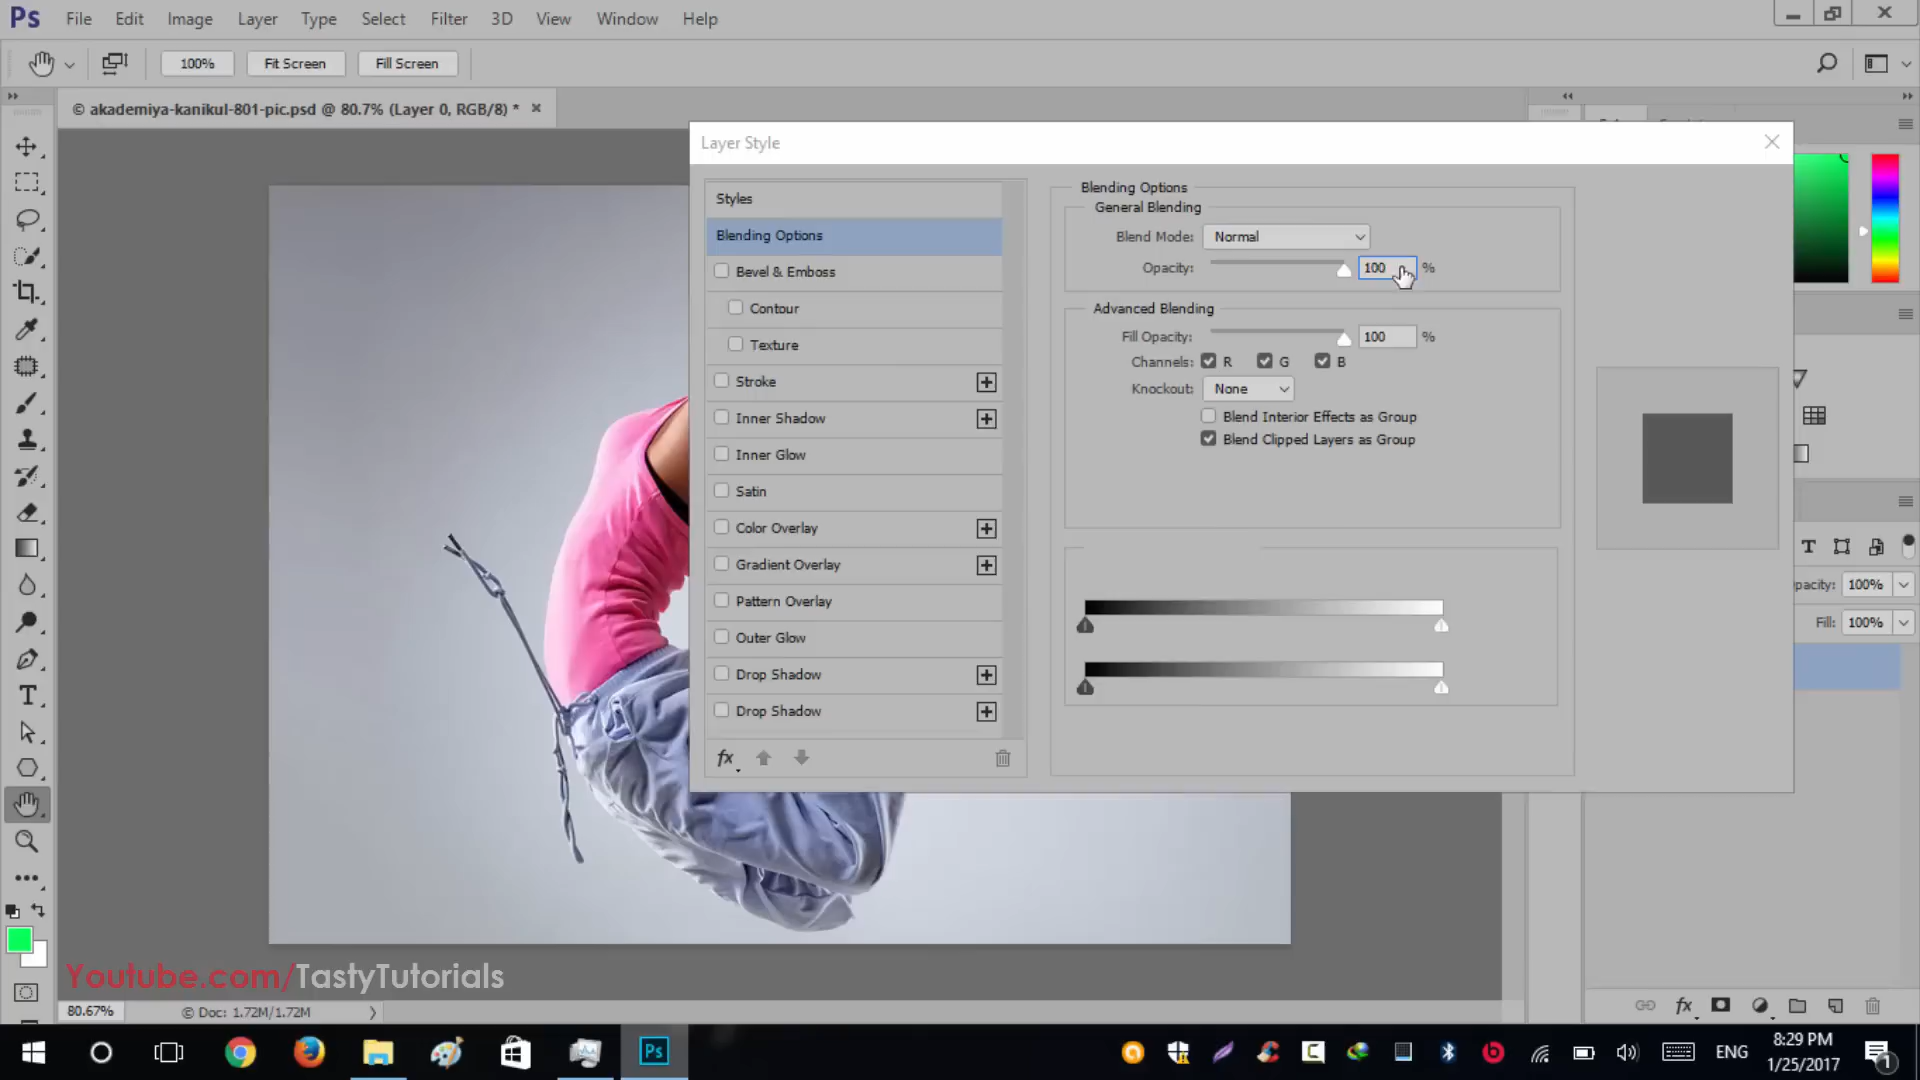 Ps File Edit Image Layer Type Select Filter 3D View Window Help
100% Fit Screen Fill Screen
© akademiya-kanikul-801-pic.psd @ 80.7% (Layer 0, RGB/8) *
Layer Style
Styles
Blending Options
Bevel & Emboss
Contour
Texture
Stroke
Inner Shadow
Inner Glow
Satin
Color Overlay
Gradient Overlay
Pattern Overlay
Outer Glow
Drop Shadow
Drop Shadow
fx
Blending Options
General Blending
Blend Mode: Normal
Opacity: 100 %
Advanced Blending
Fill Opacity: 100 %
Channels: R G B
Knockout: None
Blend Interior Effects as Group
Blend Clipped Layers as Group
100%
Fill: 100%
fx
Youtube.com/TastyTutorials
80.67% © Doc: 1.72M/1.72M
Ps
ENG
8:29 PM
1/25/2017
1